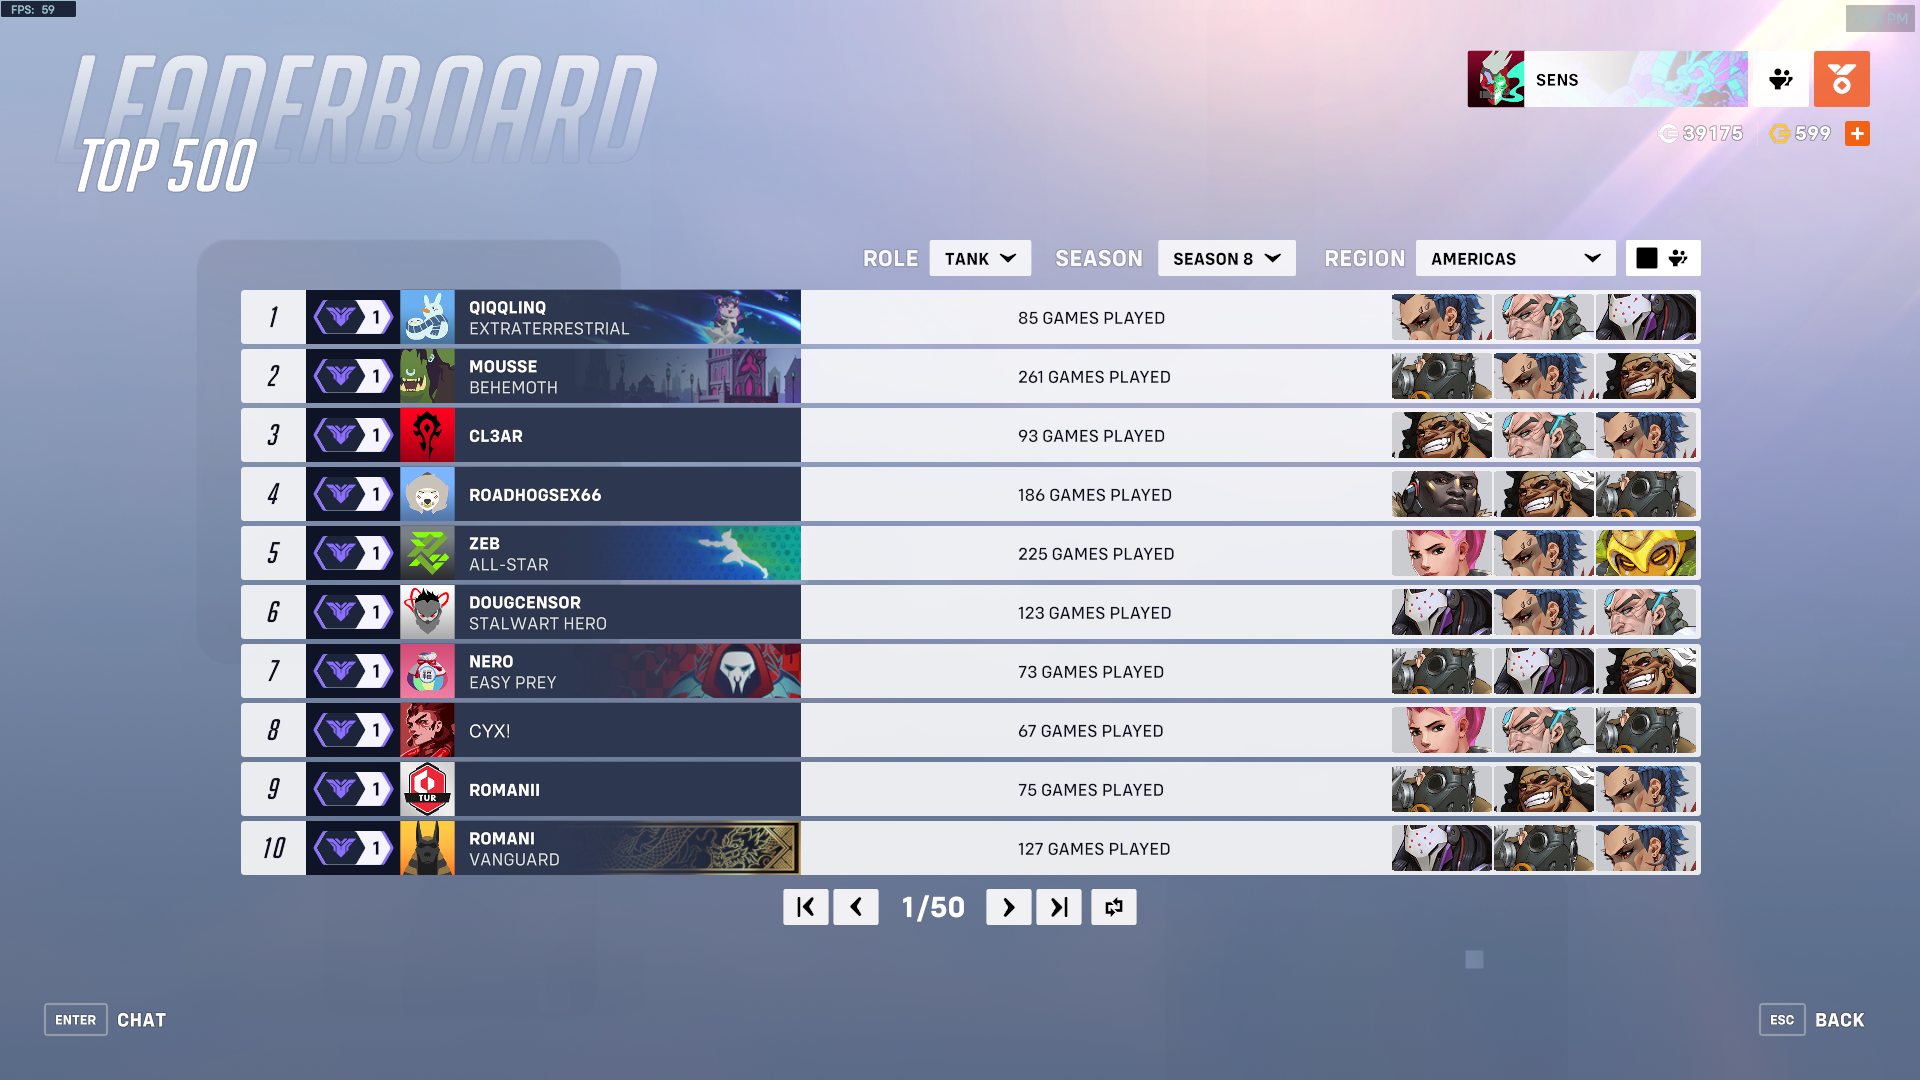 FPS: 59
PM
LEADERBOARD
TOP 500
SENS
39175 599
ROLE TANK SEASON SEASON 8 REGION AMERICAS
1 1 QIQQLINQ EXTRATERRESTRIAL 85 GAMES PLAYED
2 1 MOUSSE BEHEMOTH 261 GAMES PLAYED
3 1 CL3AR 93 GAMES PLAYED
4 1 ROADHOGSEX66 186 GAMES PLAYED
5 1 ZEB ALL-STAR 225 GAMES PLAYED
6 1 DOUGCENSOR STALWART HERO 123 GAMES PLAYED
7 1 NERO EASY PREY 73 GAMES PLAYED
8 1 CYX! 67 GAMES PLAYED
9 1 TUR ROMANII 75 GAMES PLAYED
10 1 ROMANI VANGUARD 127 GAMES PLAYED
1/50
ENTER CHAT
ESC BACK